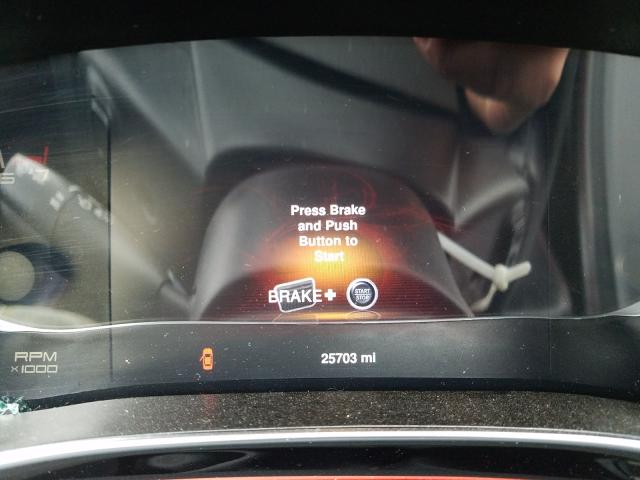 Press Brake
and Push
Button to
Start
BRAKE+
START
STOP
RPM
x1000
25703 mi